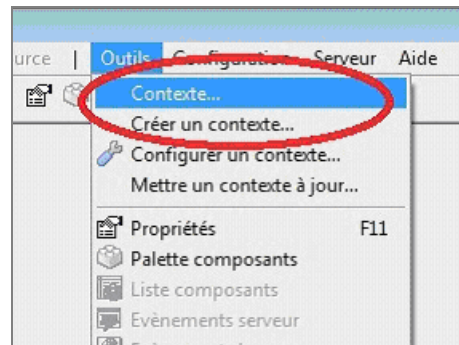 urce | Outils Configuration Serveur Aide
Contexte...
Créer un contexte...
Configurer un contexte...
Mettre un contexte à jour...
Propriétés F11
Palette composants
Liste composants
Evènements serveur